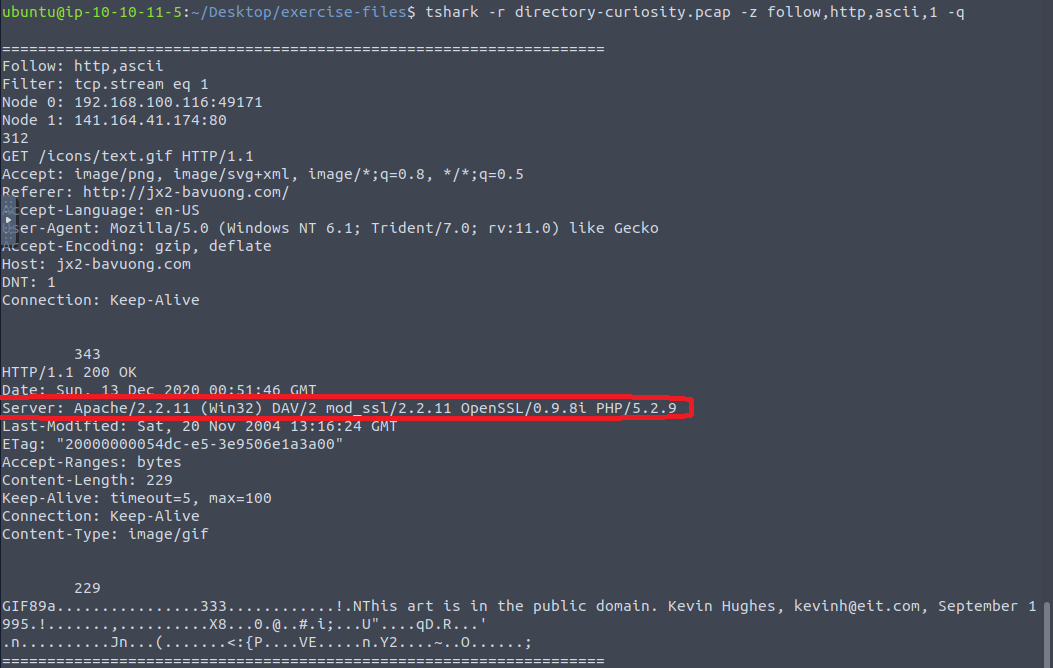 ubuntu@ip-10-10-11-5:~/Desktop/exercise-files$ tshark -r directory-curiosity.pcap -z follow,http,ascii,1 -q
===================================================================
Follow: http,ascii
Filter: tcp.stream eq 1
Node 0: 192.168.100.116:49171
Node 1: 141.164.41.174:80
312
GET /icons/text.gif HTTP/1.1
Accept: image/png, image/svg+xml, image/*;q=0.8, */*;q=0.5
Referer: http://jx2-bavuong.com/
Accept-Language: en-US
User-Agent: Mozilla/5.0 (Windows NT 6.1; Trident/7.0; rv:11.0) like Gecko
Accept-Encoding: gzip, deflate
Host: jx2-bavuong.com
DNT: 1
Connection: Keep-Alive
343
HTTP/1.1 200 OK
Date: Sun, 13 Dec 2020 00:51:46 GMT
Server: Apache/2.2.11 (Win32) DAV/2 mod_ssl/2.2.11 OpenSSL/0.9.8i PHP/5.2.9
Last-Modified: Sat, 20 Nov 2004 13:16:24 GMT
ETag: "20000000054dc-e5-3e9506e1a3a00"
Accept-Ranges: bytes
Content-Length: 229
Keep-Alive: timeout=5, max=100
Connection: Keep-Alive
Content-Type: image/gif
229
GIF89a................333............!.NThis art is in the public domain. Kevin Hughes, kevinh@eit.com, September 1
995.!.......,..........X8...0.@..#.i;...U"....qD.R...'
.n..........Jn...(.......<:{P....VE.....n.Y2....~..O......;
===================================================================